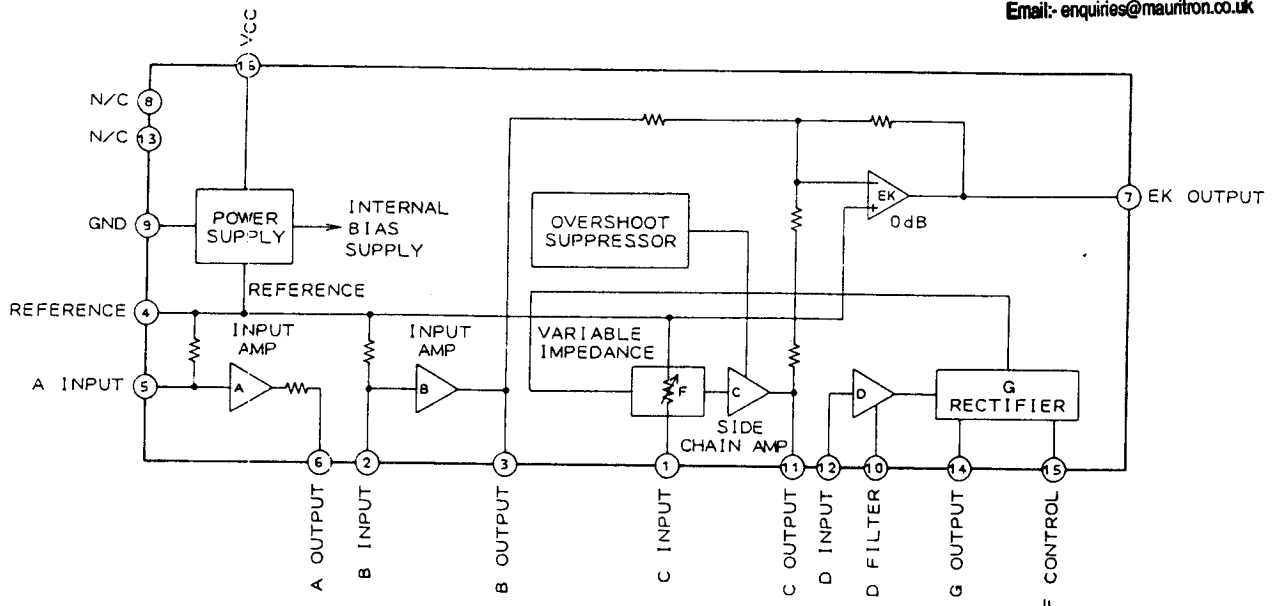 Email:- enquiries@mauritron.co.uk
VCC
16
N/C 8
N/C 13
GND 9
POWER
SUPPLY
INTERNAL
BIAS
SUPPLY
OVERSHOOT
SUPPRESSOR
EK
0dB
7 EK OUTPUT
REFERENCE
REFERENCE 4
INPUT
AMP
INPUT
AMP
VARIABLE
IMPEDANCE
A INPUT 5
A
B
F
C
D
G
RECTIFIER
SIDE
CHAIN AMP
6
2
3
1
11
12
10
14
15
A OUTPUT
B INPUT
B OUTPUT
C INPUT
C OUTPUT
D INPUT
D FILTER
G OUTPUT
CONTROL